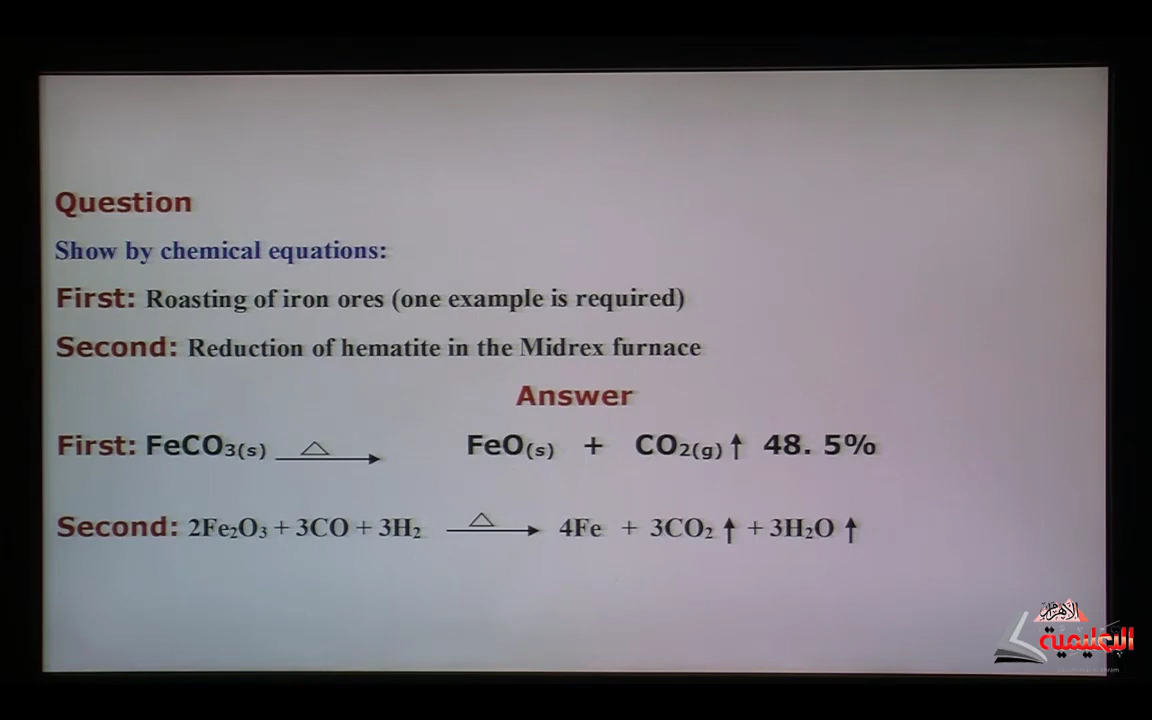 Question
Show by chemical equations:
First: Roasting of iron ores (one example is required)
Second: Reduction of hematite in the Midrex furnace
Answer
First: FeCO₃(s) △⟶ FeO(s) + CO₂(g)↑ 48. 5%
Second: 2Fe₂O₃ + 3CO + 3H₂ △⟶ 4Fe + 3CO₂↑ + 3H₂O↑
الأهرام
التعليمية